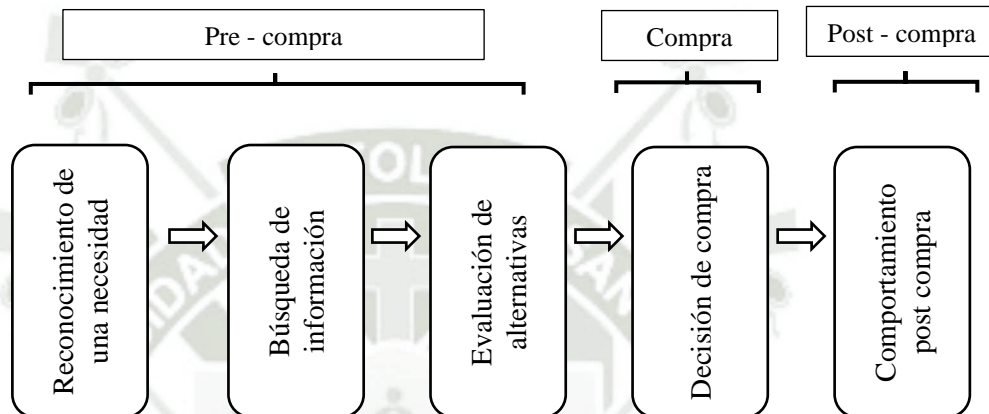 Pre - compra
Compra
Post - compra
Reconocimiento de
una necesidad
Búsqueda de
información
Evaluación de
alternativas
Decisión de compra
Comportamiento
post compra